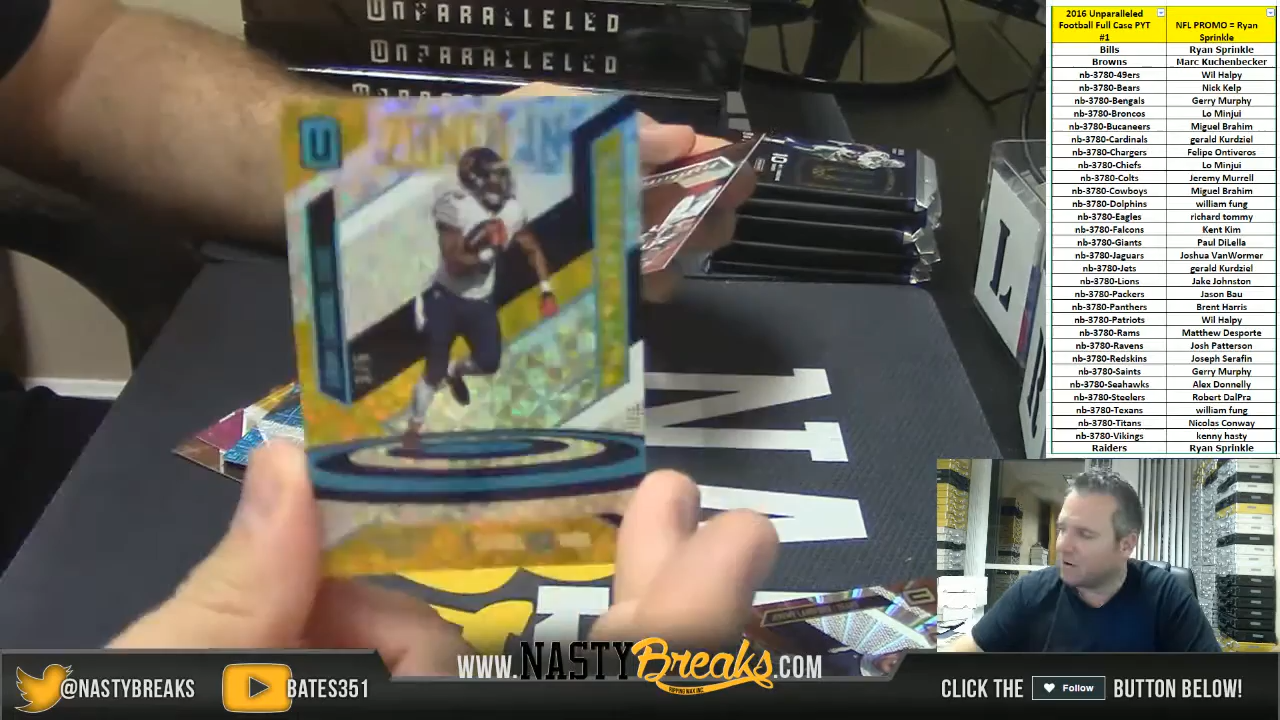 UNPARALLELED
UNPARALLELED
U
2016 Unparalleled Football Full Case PYT #1
NFL PROMO = Ryan Sprinkle
Bills Ryan Sprinkle
Browns Marc Kuchenbecker
nb-3780-49ers Wil Halpy
nb-3780-Bears Nick Kelp
nb-3780-Bengals Gerry Murphy
nb-3780-Broncos Lo Minjui
nb-3780-Bucaneers Miguel Brahim
nb-3780-Cardinals gerald Kurdziel
nb-3780-Chargers Felipe Ontiveros
nb-3780-Chiefs Lo Minjui
nb-3780-Colts Jeremy Murrell
nb-3780-Cowboys Miguel Brahim
nb-3780-Dolphins william fung
nb-3780-Eagles richard tommy
nb-3780-Falcons Kent Kim
nb-3780-Giants Paul DiLella
nb-3780-Jaguars Joshua VanWormer
nb-3780-Jets gerald Kurdziel
nb-3780-Lions Jake Johnston
nb-3780-Packers Jason Bau
nb-3780-Panthers Brent Harris
nb-3780-Patriots Wil Halpy
nb-3780-Rams Matthew Desporte
nb-3780-Ravens Josh Patterson
nb-3780-Redskins Joseph Serafin
nb-3780-Saints Gerry Murphy
nb-3780-Seahawks Alex Donnelly
nb-3780-Steelers Robert DalPra
nb-3780-Texans william fung
nb-3780-Titans Nicolas Conway
nb-3780-Vikings kenny hasty
Raiders Ryan Sprinkle
@NASTYBREAKS
BATES351
WWW.NASTYBreaks.COM
RIPPING WAX INC.
CLICK THE Follow BUTTON BELOW!